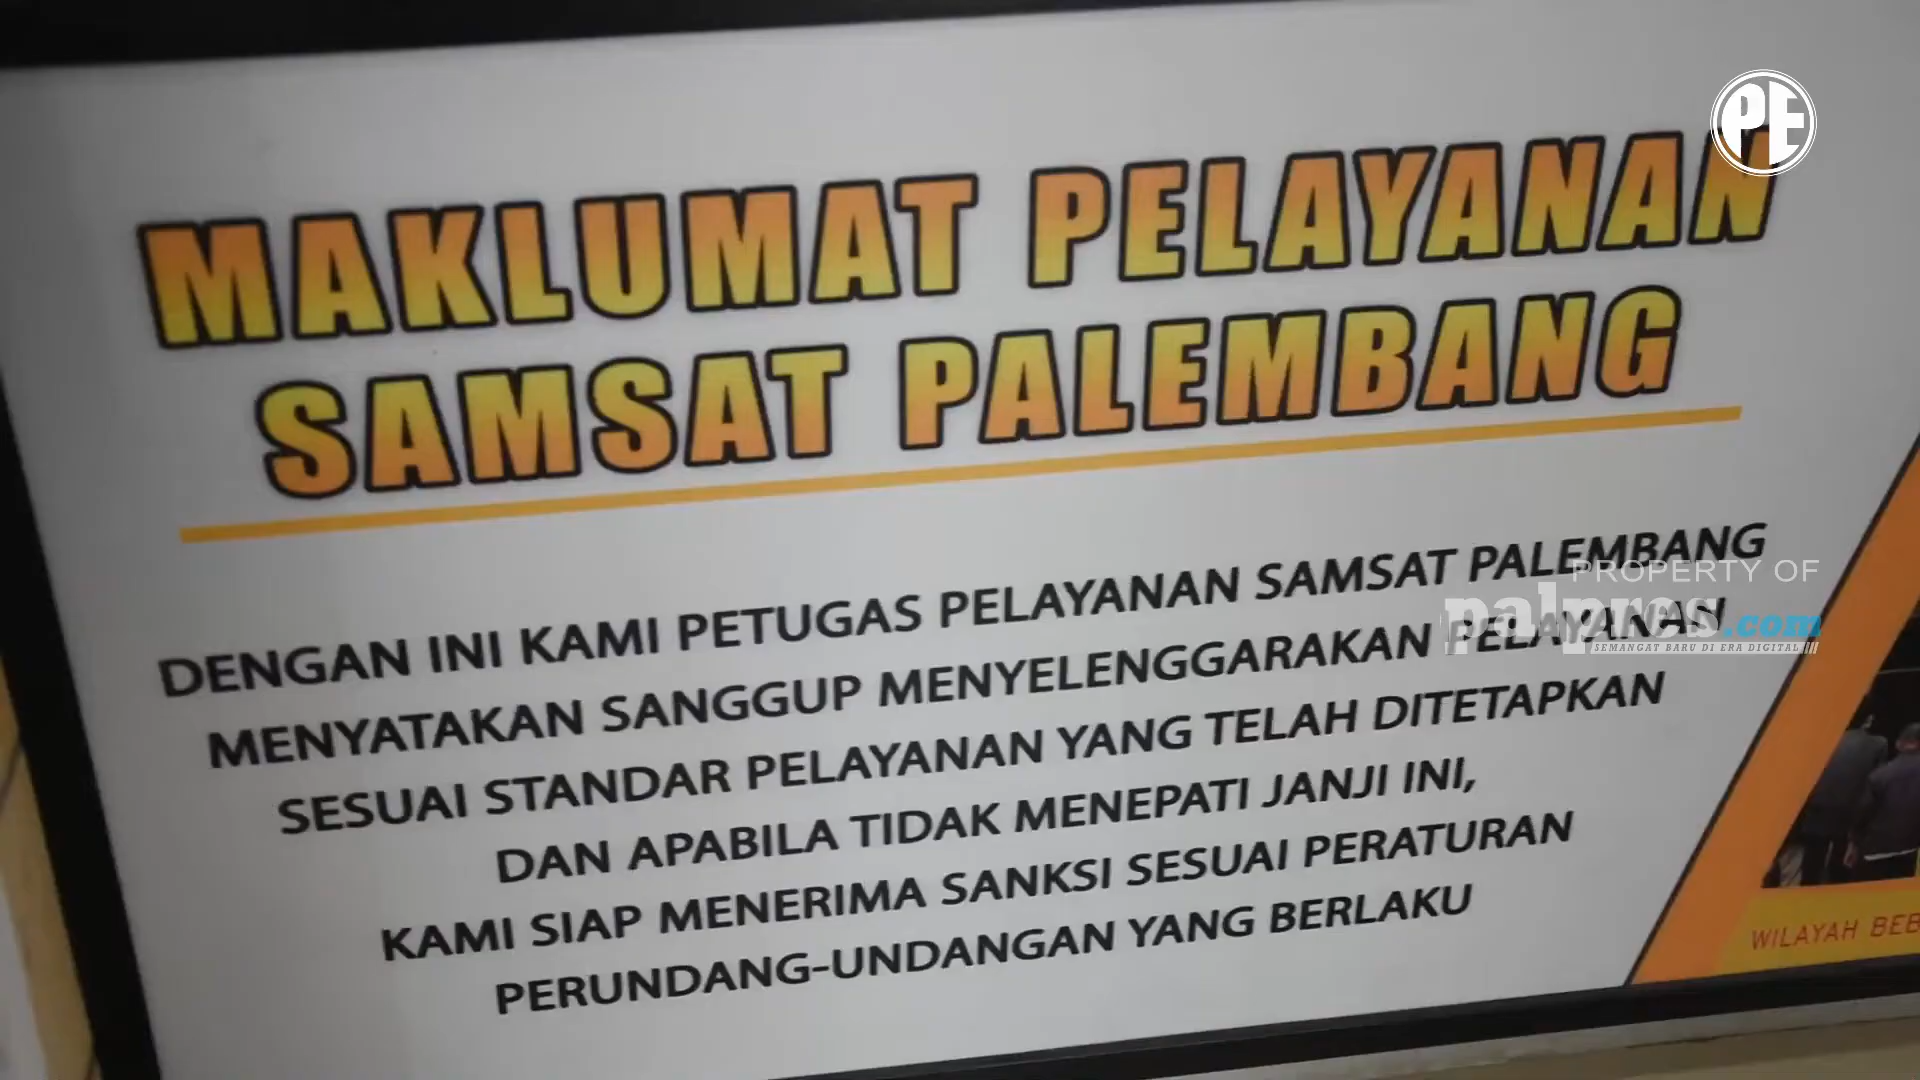 PE
MAKLUMAT PELAYANAN
SAMSAT PALEMBANG
DENGAN INI KAMI PETUGAS PELAYANAN SAMSAT PALEMBANG
MENYATAKAN SANGGUP MENYELENGGARAKAN PELAYANAN
SESUAI STANDAR PELAYANAN YANG TELAH DITETAPKAN
DAN APABILA TIDAK MENEPATI JANJI INI,
KAMI SIAP MENERIMA SANKSI SESUAI PERATURAN
PERUNDANG-UNDANGAN YANG BERLAKU
PROPERTY OF
palpres.com
SEMANGAT BARU DI ERA DIGITAL
WILAYAH BEB